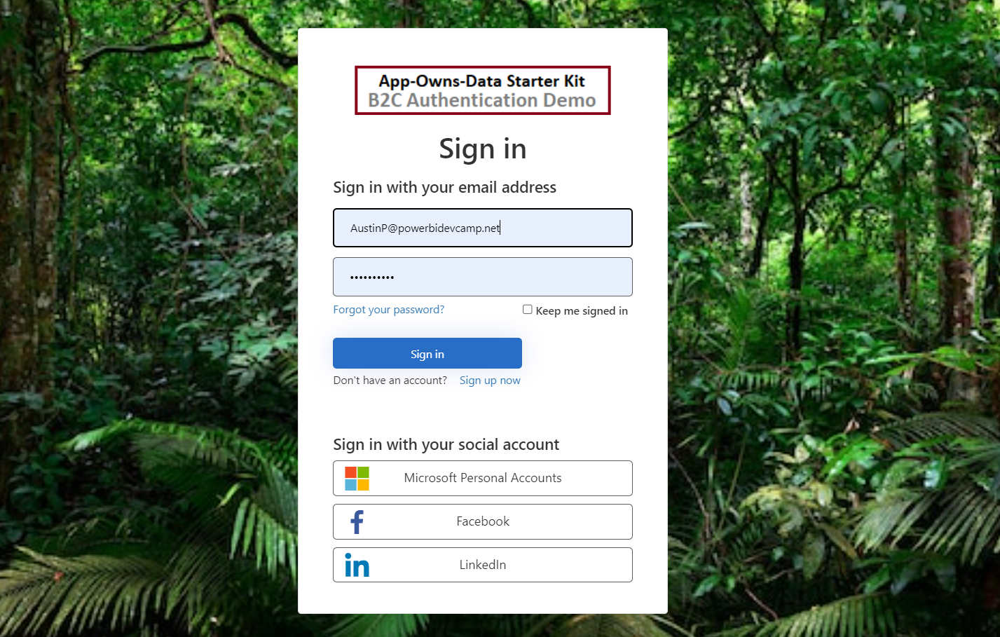 App-Owns-Data Starter Kit
B2C Authentication Demo
Sign in
Sign in with your email address
AustinP@powerbidevcamp.net
••••••••••
Forgot your password?
Keep me signed in
Sign in
Don't have an account? Sign up now
Sign in with your social account
Microsoft Personal Accounts
Facebook
LinkedIn